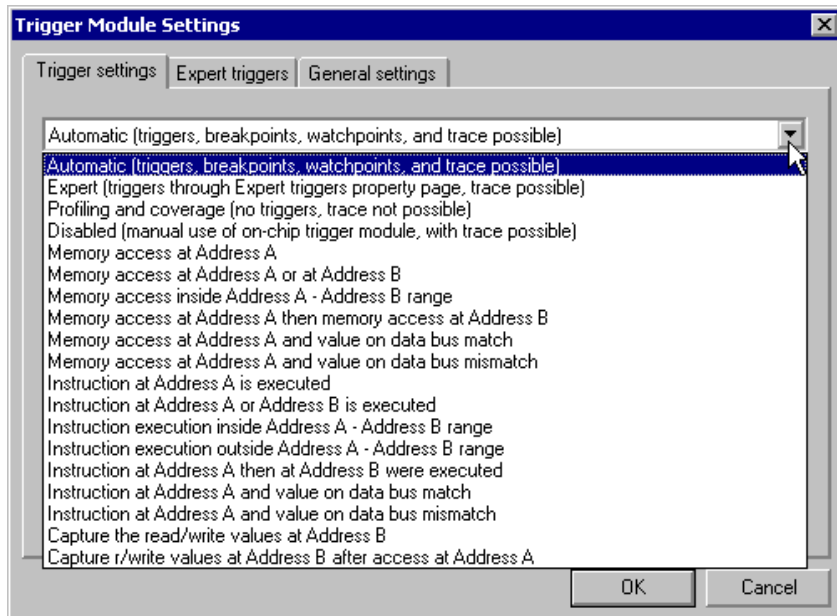 Trigger Module Settings
Trigger settings
Expert triggers
General settings
Automatic (triggers, breakpoints, watchpoints, and trace possible)
Automatic (triggers, breakpoints, watchpoints, and trace possible)
Expert (triggers through Expert triggers property page, trace possible)
Profiling and coverage (no triggers, trace not possible)
Disabled (manual use of on-chip trigger module, with trace possible)
Memory access at Address A
Memory access at Address A or at Address B
Memory access inside Address A - Address B range
Memory access at Address A then memory access at Address B
Memory access at Address A and value on data bus match
Memory access at Address A and value on data bus mismatch
Instruction at Address A is executed
Instruction at Address A or Address B is executed
Instruction execution inside Address A - Address B range
Instruction execution outside Address A - Address B range
Instruction at Address A then at Address B were executed
Instruction at Address A and value on data bus match
Instruction at Address A and value on data bus mismatch
Capture the read/write values at Address B
Capture r/write values at Address B after access at Address A
OK
Cancel